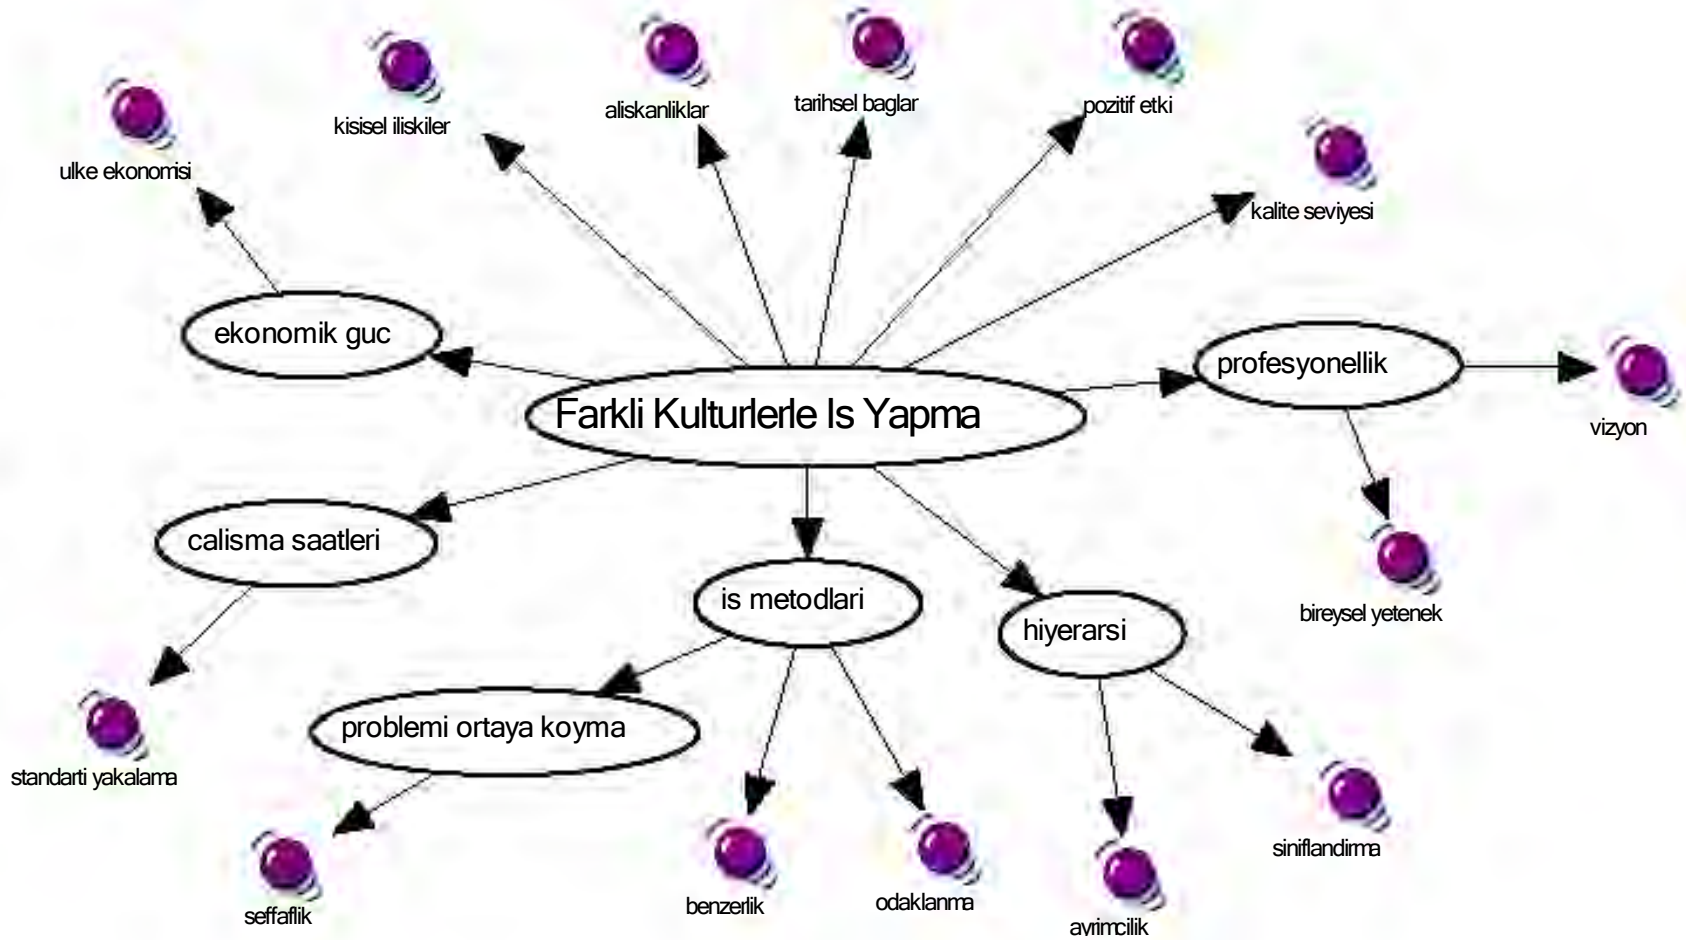 kisisel iliskiler
aliskanliklar
tarihsel baglar
pozitif etki
ulke ekonomisi
kalite seviyesi
ekonomik guc
profesyonellik
Farkli Kulturlerle Is Yapma
vizyon
calisma saatleri
is metodlari
hiyerarsi
bireysel yetenek
problemi ortaya koyma
standarti yakalama
seffaflik
benzerlik
odaklanma
ayrimcilik
siniflandirma